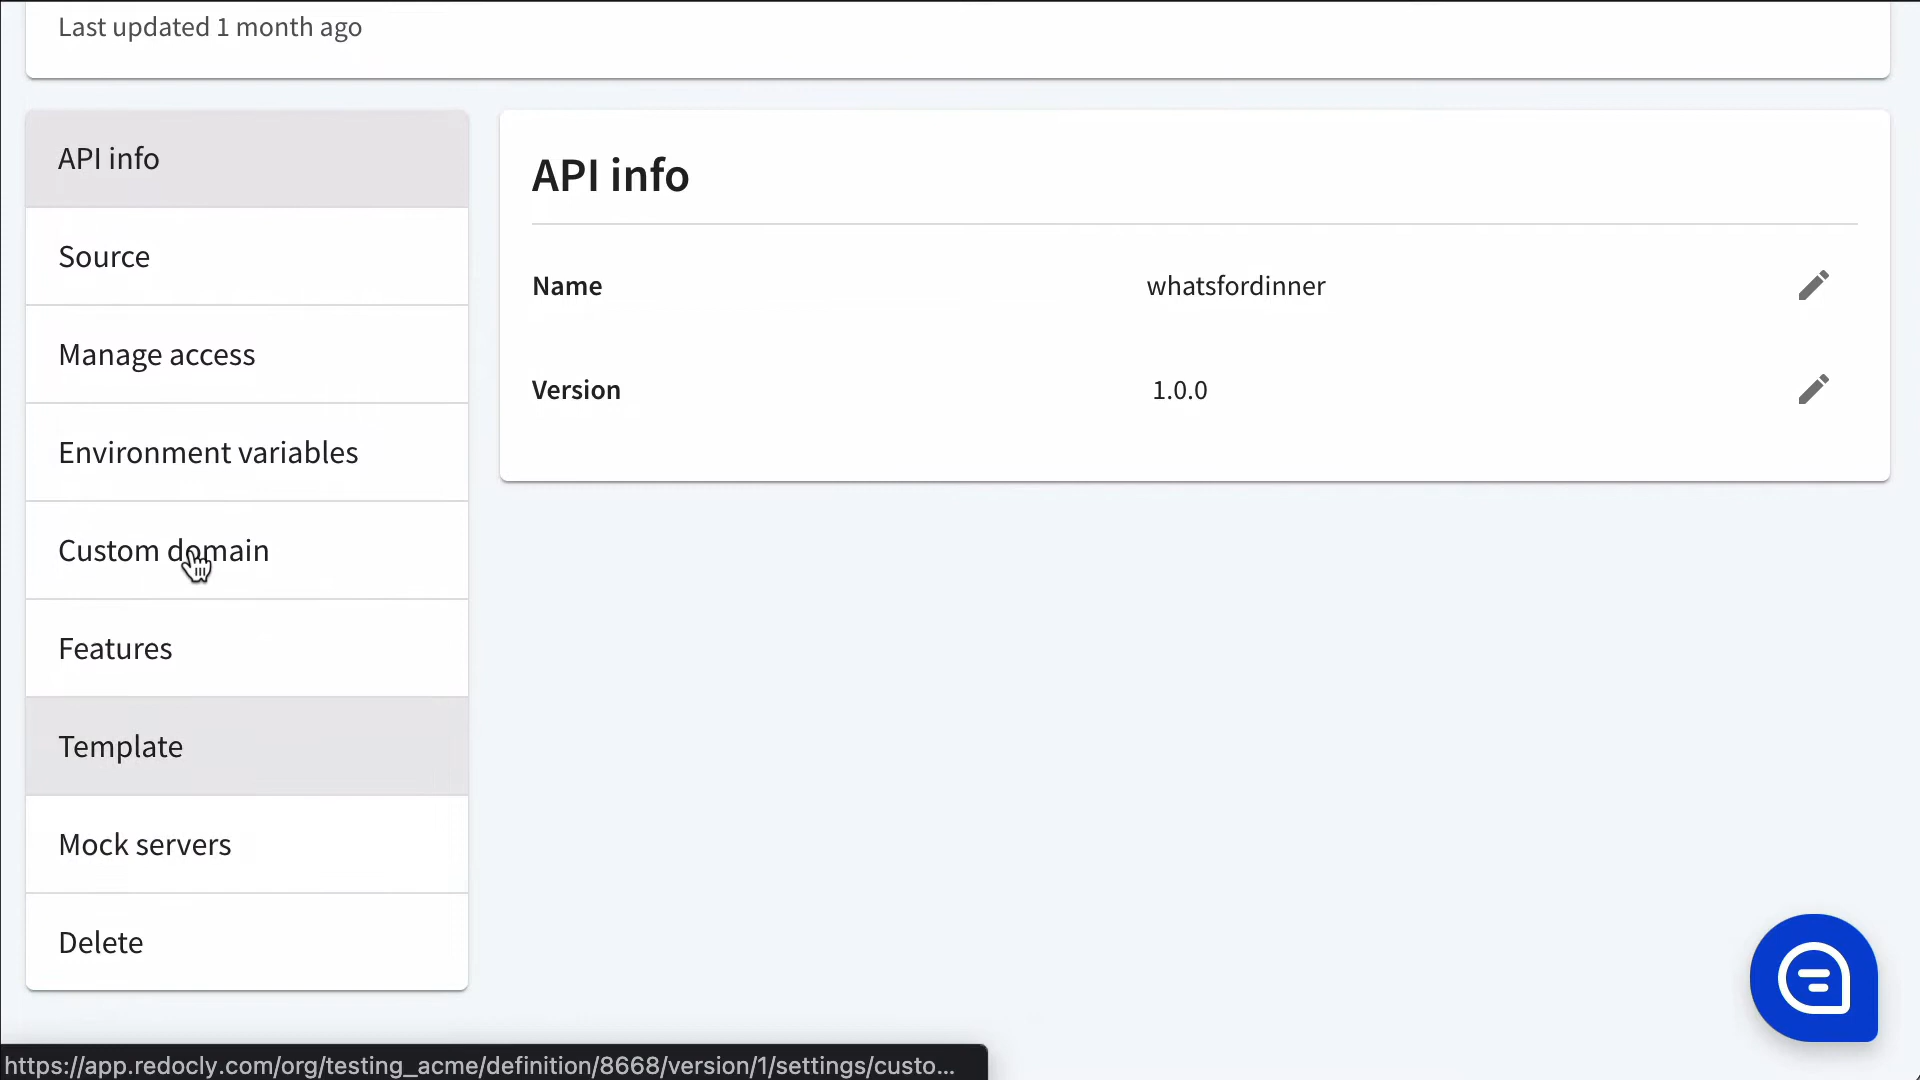 Last updated 1 month ago
API info
Source
Manage access
Environment variables
Custom domain
Features
Template
Mock servers
Delete
API info
Name whatsfordinner
Version 1.0.0
https://app.redocly.com/org/testing_acme/definition/8668/version/1/settings/custo...